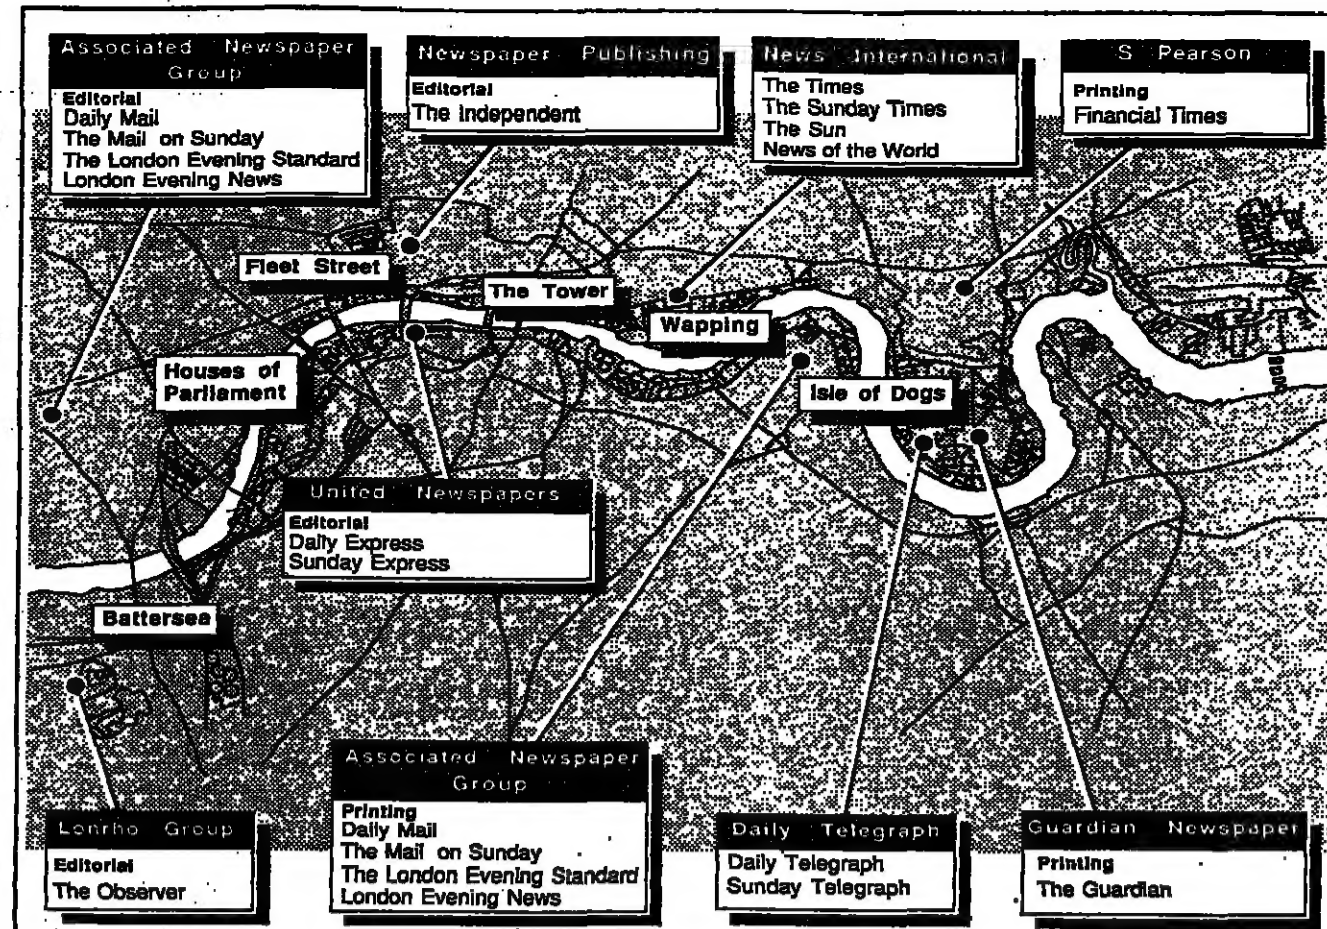 Associated Newspaper
Group
Editorial
Daily Mail
The Mail on Sunday
The London Evening Standard
London Evening News
Newspaper Publishing
Editorial
The Independent
News International
The Times
The Sunday Times
The Sun
News of the World
S Pearson
Printing
Financial Times
Fleet Street
The Tower
Wapping
Houses of
Parliament
Isle of Dogs
United Newspapers
Editorial
Daily Express
Sunday Express
Battersea
Lonrho Group
Editorial
The Observer
Associated Newspaper
Group
Printing
Daily Mail
The Mail on Sunday
The London Evening Standard
London Evening News
Daily Telegraph
Daily Telegraph
Sunday Telegraph
Guardian Newspaper
Printing
The Guardian